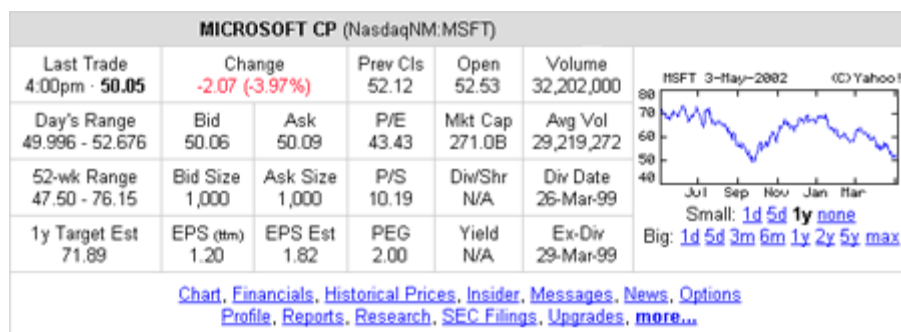 MICROSOFT CP (NasdaqNM:MSFT)
Last Trade
4:00pm · 50.05
Change
-2.07 (-3.97%)
Prev Cls
52.12
Open
52.53
Volume
32,202,000
Day's Range
49.996 - 52.676
Bid
50.06
Ask
50.09
P/E
43.43
Mkt Cap
271.0B
Avg Vol
29,219,272
52-wk Range
47.50 - 76.15
Bid Size
1,000
Ask Size
1,000
P/S
10.19
Div/Shr
N/A
Div Date
26-Mar-99
1y Target Est
71.89
EPS (ttm)
1.20
EPS Est
1.82
PEG
2.00
Yield
N/A
Ex-Div
29-Mar-99
MSFT 3-May-2002 (C)Yahoo!
80
70
60
50
40
Jul Sep Nov Jan Mar
Small: 1d 5d 1y none
Big: 1d 5d 3m 6m 1y 2y 5y max
Chart, Financials, Historical Prices, Insider, Messages, News, Options
Profile, Reports, Research, SEC Filings, Upgrades, more...